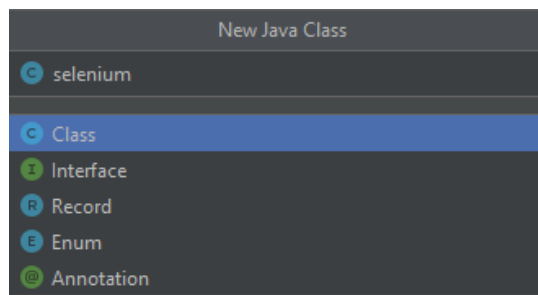 New Java Class
C selenium
C Class
I Interface
R Record
E Enum
@ Annotation